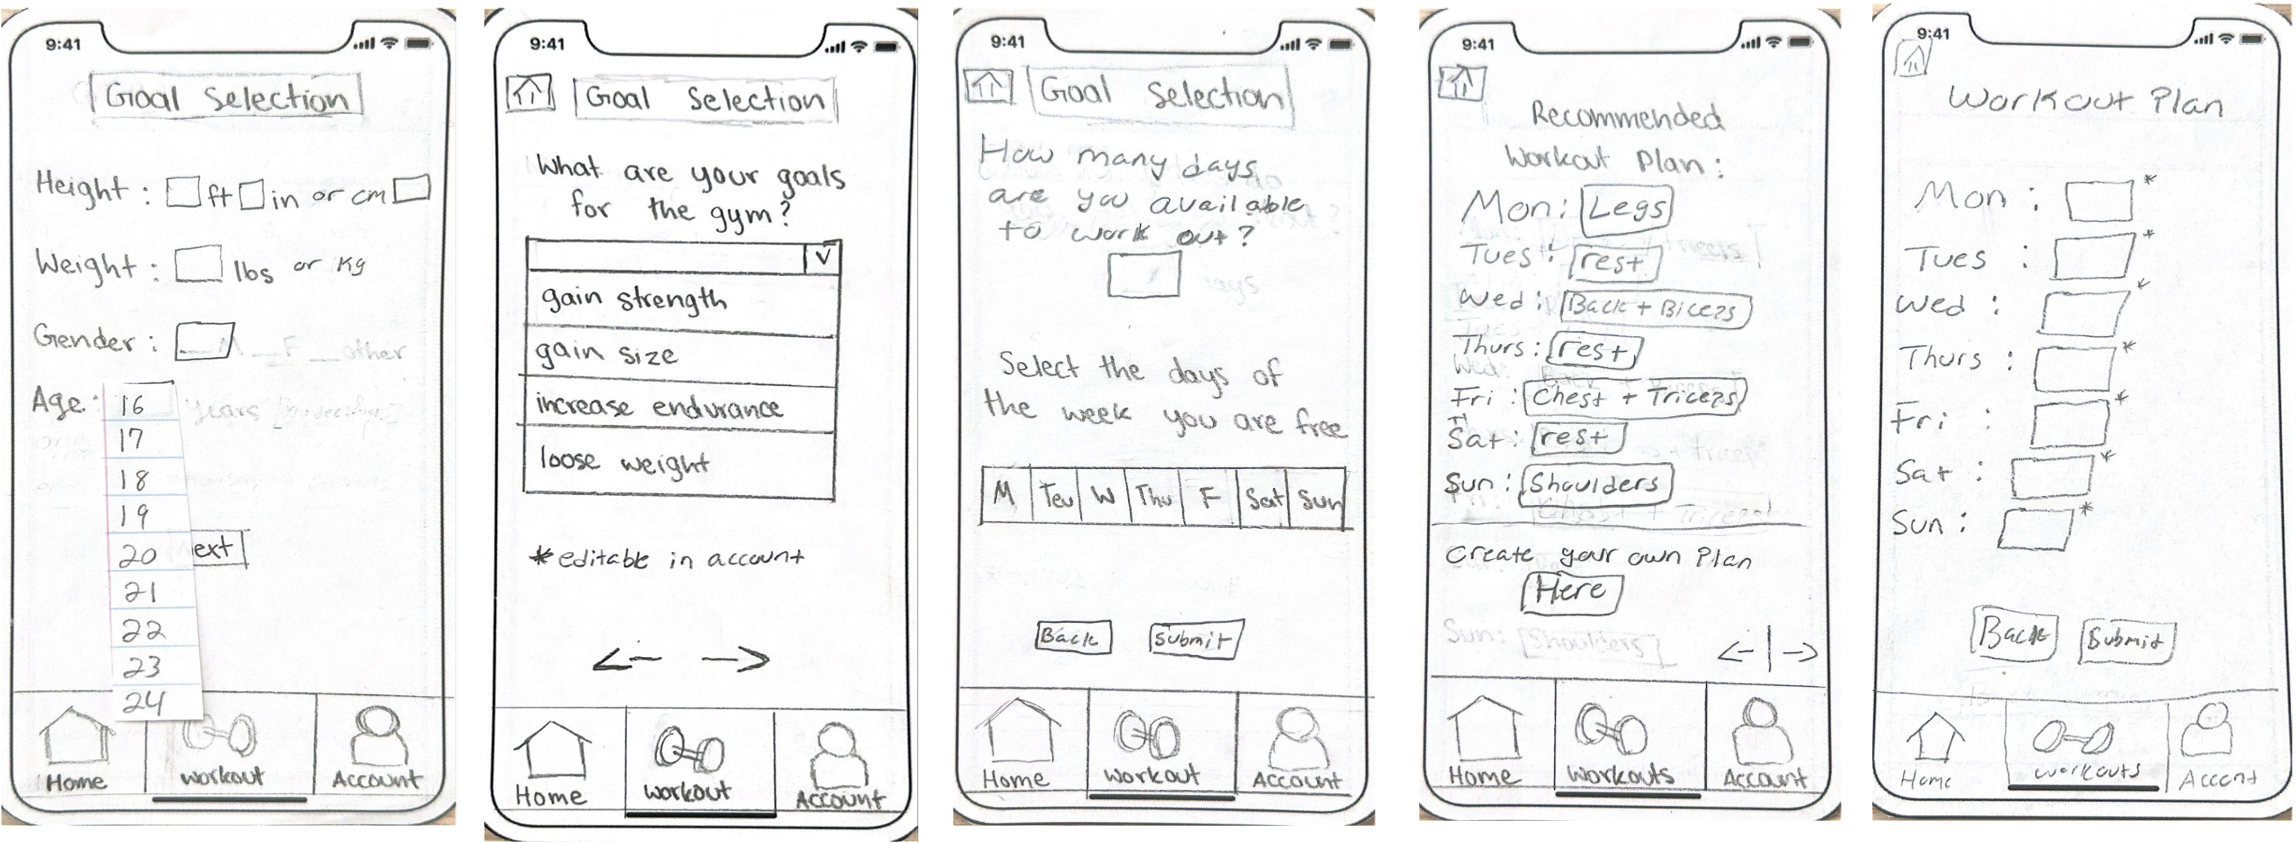 9:41
Goal Selection
Height : ft in or cm
Weight : lbs or Kg
Gender : M F other
Age : 16 years
17
18
19
20 ext
21
22
23
24
Home workout Account
9:41
Goal Selection
What are your goals
for the gym?
gain strength
gain size
increase endurance
loose weight
*editable in account
Home workout Account
9:41
Goal Selection
How many days
are you available
to work out?
days
Select the days of
the week you are free
M Teu W Thu F Sat Sun
Back Submit
Home workout Account
9:41
Recommended
Workout Plan :
Mon : Legs
Tues : rest
Wed : Back + Biceps
Thurs : rest
Fri : Chest + Triceps
Sat : rest
Sun : Shoulders
Create your own Plan
Here
Sun : Shoulders
Home Workouts Account
9:41
Workout Plan
Mon : *
Tues : *
Wed : *
Thurs : *
Fri : *
Sat : *
Sun : *
Back Submit
Home workouts Account